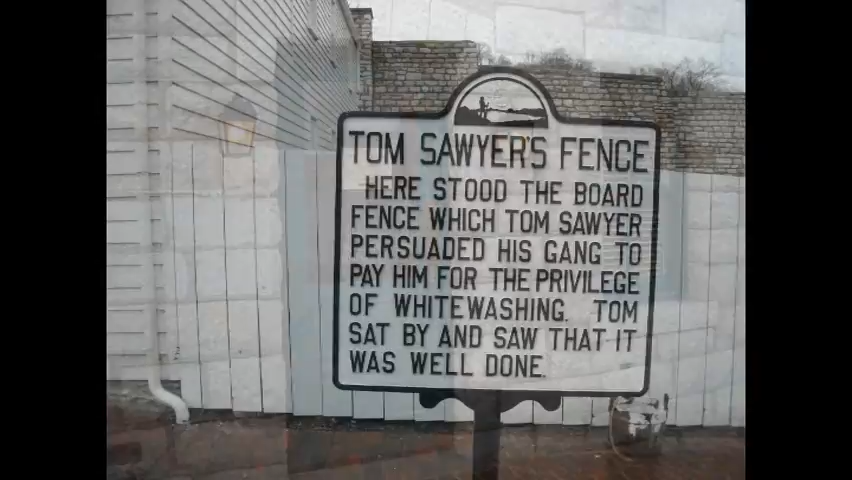 TOM SAWYER'S FENCE
HERE STOOD THE BOARD
FENCE WHICH TOM SAWYER
PERSUADED HIS GANG TO
PAY HIM FOR THE PRIVILEGE
OF WHITEWASHING. TOM
SAT BY AND SAW THAT IT
WAS WELL DONE.